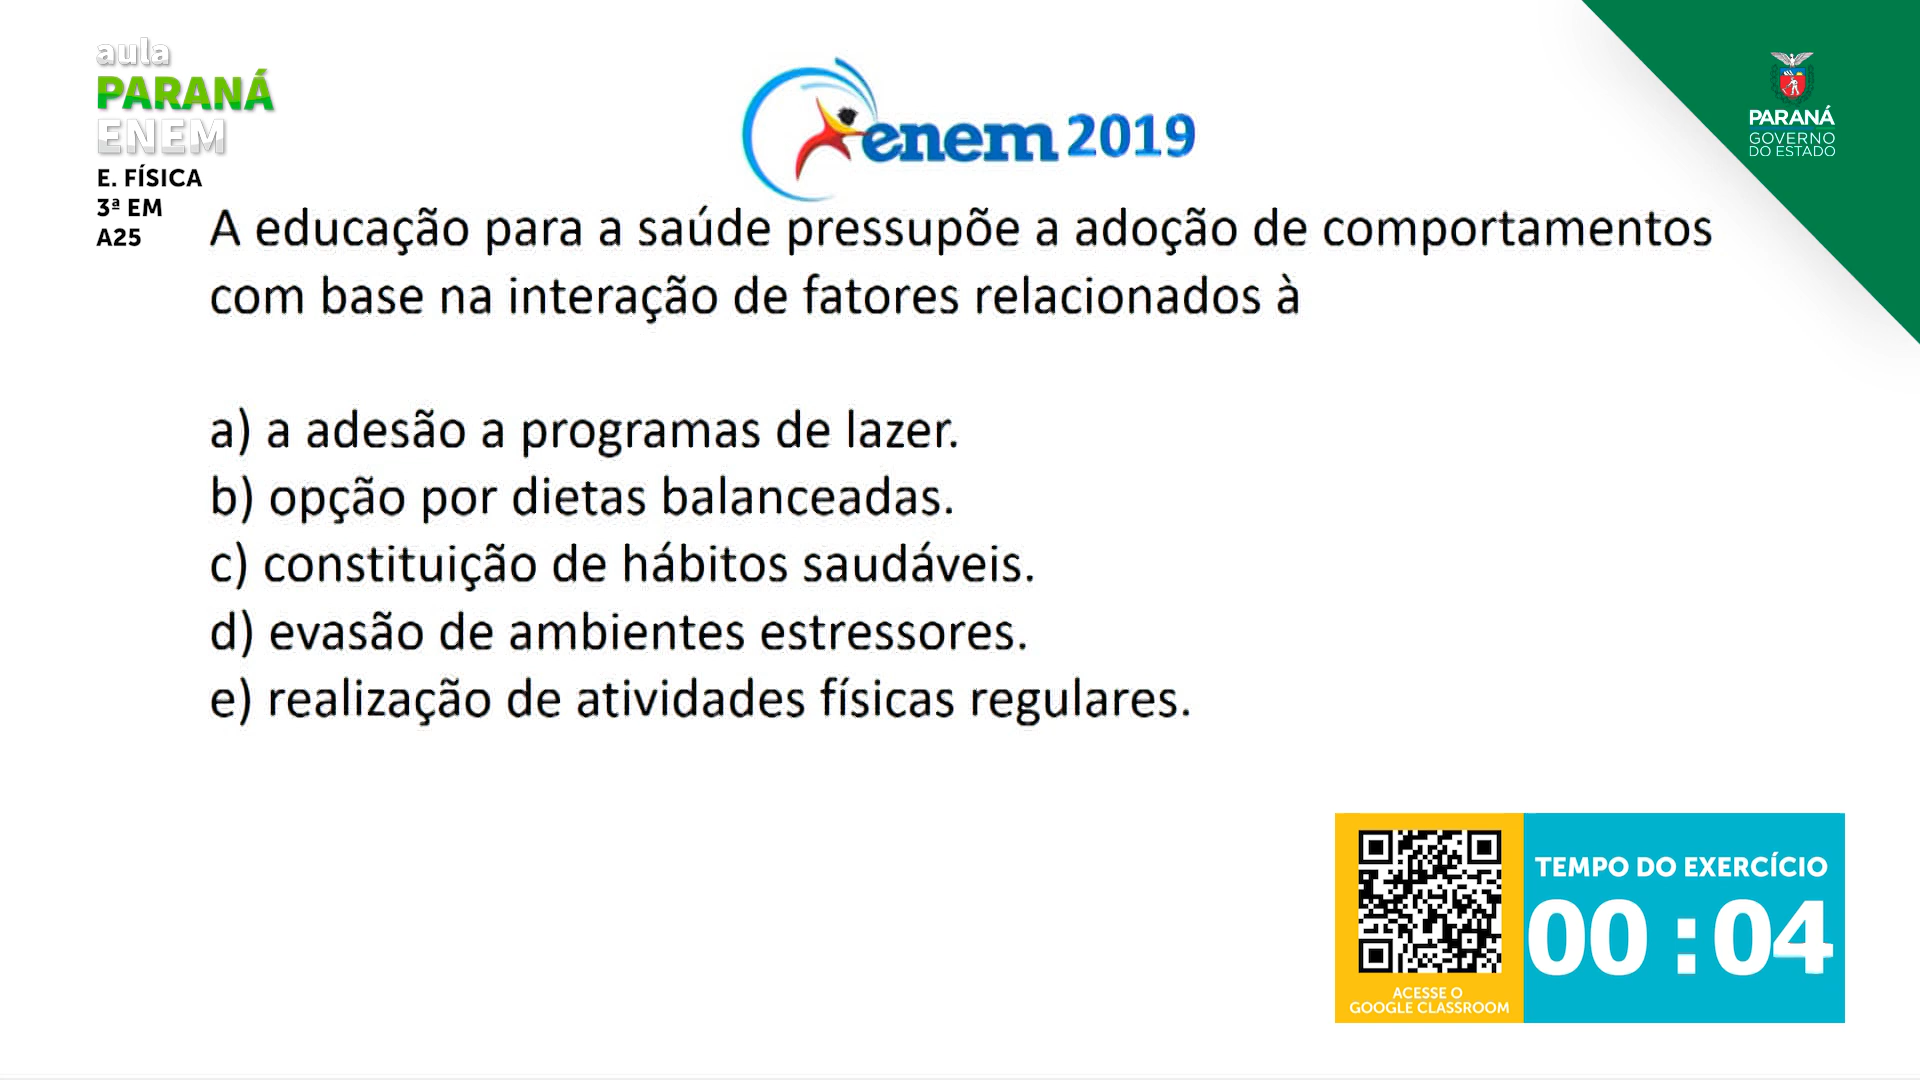 aula
PARANÁ
ENEM
E. FÍSICA
3ª EM
A25
enem 2019
PARANÁ
GOVERNO
DO ESTADO
A educação para a saúde pressupõe a adoção de comportamentos
com base na interação de fatores relacionados à
a) a adesão a programas de lazer.
b) opção por dietas balanceadas.
c) constituição de hábitos saudáveis.
d) evasão de ambientes estressores.
e) realização de atividades físicas regulares.
TEMPO DO EXERCÍCIO
00 : 04
ACESSE O
GOOGLE CLASSROOM